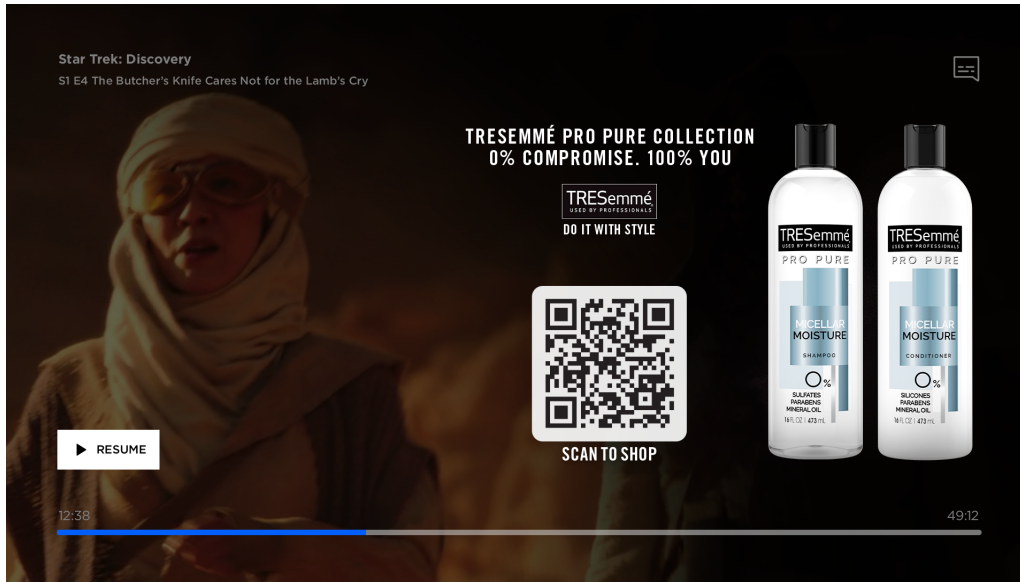 Star Trek: Discovery
S1 E4 The Butcher's Knife Cares Not for the Lamb's Cry
TRESEMMÉ PRO PURE COLLECTION
0% COMPROMISE. 100% YOU
TRESemmé
USED BY PROFESSIONALS
DO IT WITH STYLE
SCAN TO SHOP
TRESemmé
USED BY PROFESSIONALS
PRO PURE
MICELLAR
MOISTURE
SHAMPOO
0%
SULFATES
PARABENS
MINERAL OIL
16 FL OZ | 473 mL
TRESemmé
USED BY PROFESSIONALS
PRO PURE
MICELLAR
MOISTURE
CONDITIONER
0%
SILICONES
PARABENS
MINERAL OIL
16 FL OZ | 473 mL
RESUME
12:38
49:12